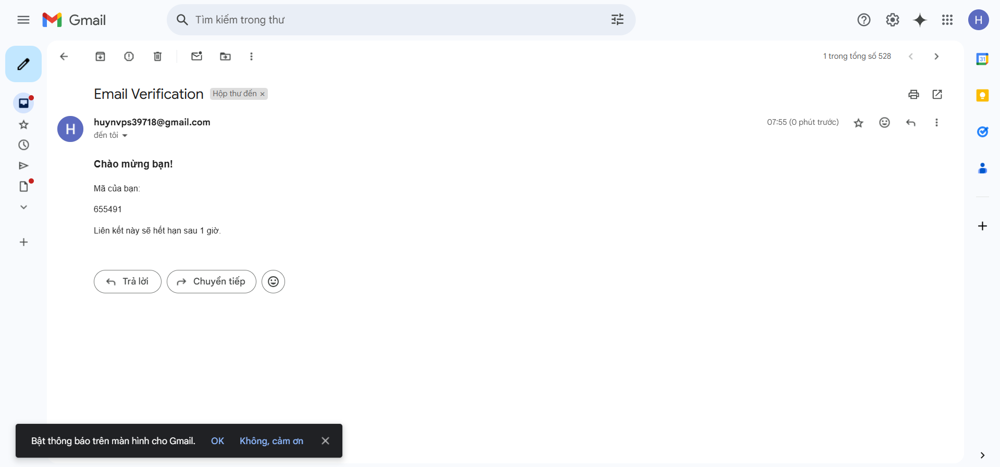 Gmail
Tìm kiếm trong thư
H
1 trong tổng số 528
31
Email Verification
Hộp thư đến ×
H
huynvps39718@gmail.com
07:55 (0 phút trước)
đến tôi
Chào mừng bạn!
Mã của bạn:
655491
Liên kết này sẽ hết hạn sau 1 giờ.
Trả lời
Chuyển tiếp
Bật thông báo trên màn hình cho Gmail.
OK
Không, cảm ơn